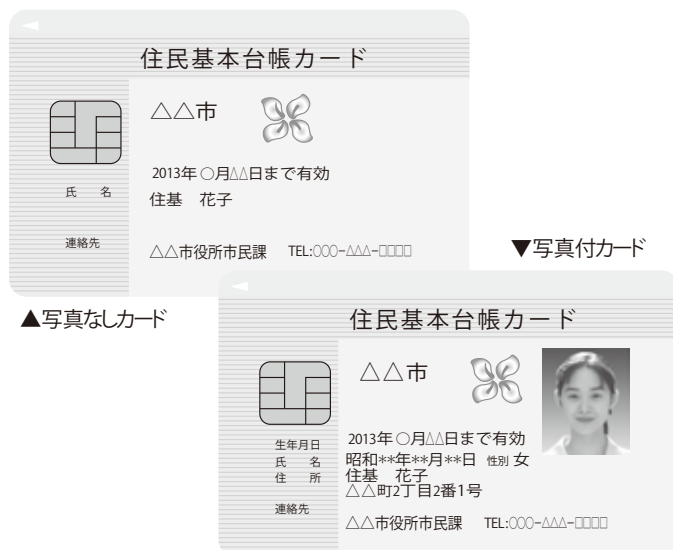 住民基本台帳カード
△△市
2013年○月△△日まで有効
氏　名　住基　花子
連絡先　△△市役所市民課　TEL:○○○-△△△-□□□□
▲写真なしカード
▼写真付カード
住民基本台帳カード
△△市
2013年○月△△日まで有効
生年月日　昭和**年**月**日　性別 女
氏　名　住基　花子
住　所　△△町2丁目2番1号
連絡先　△△市役所市民課　TEL:○○○-△△△-□□□□